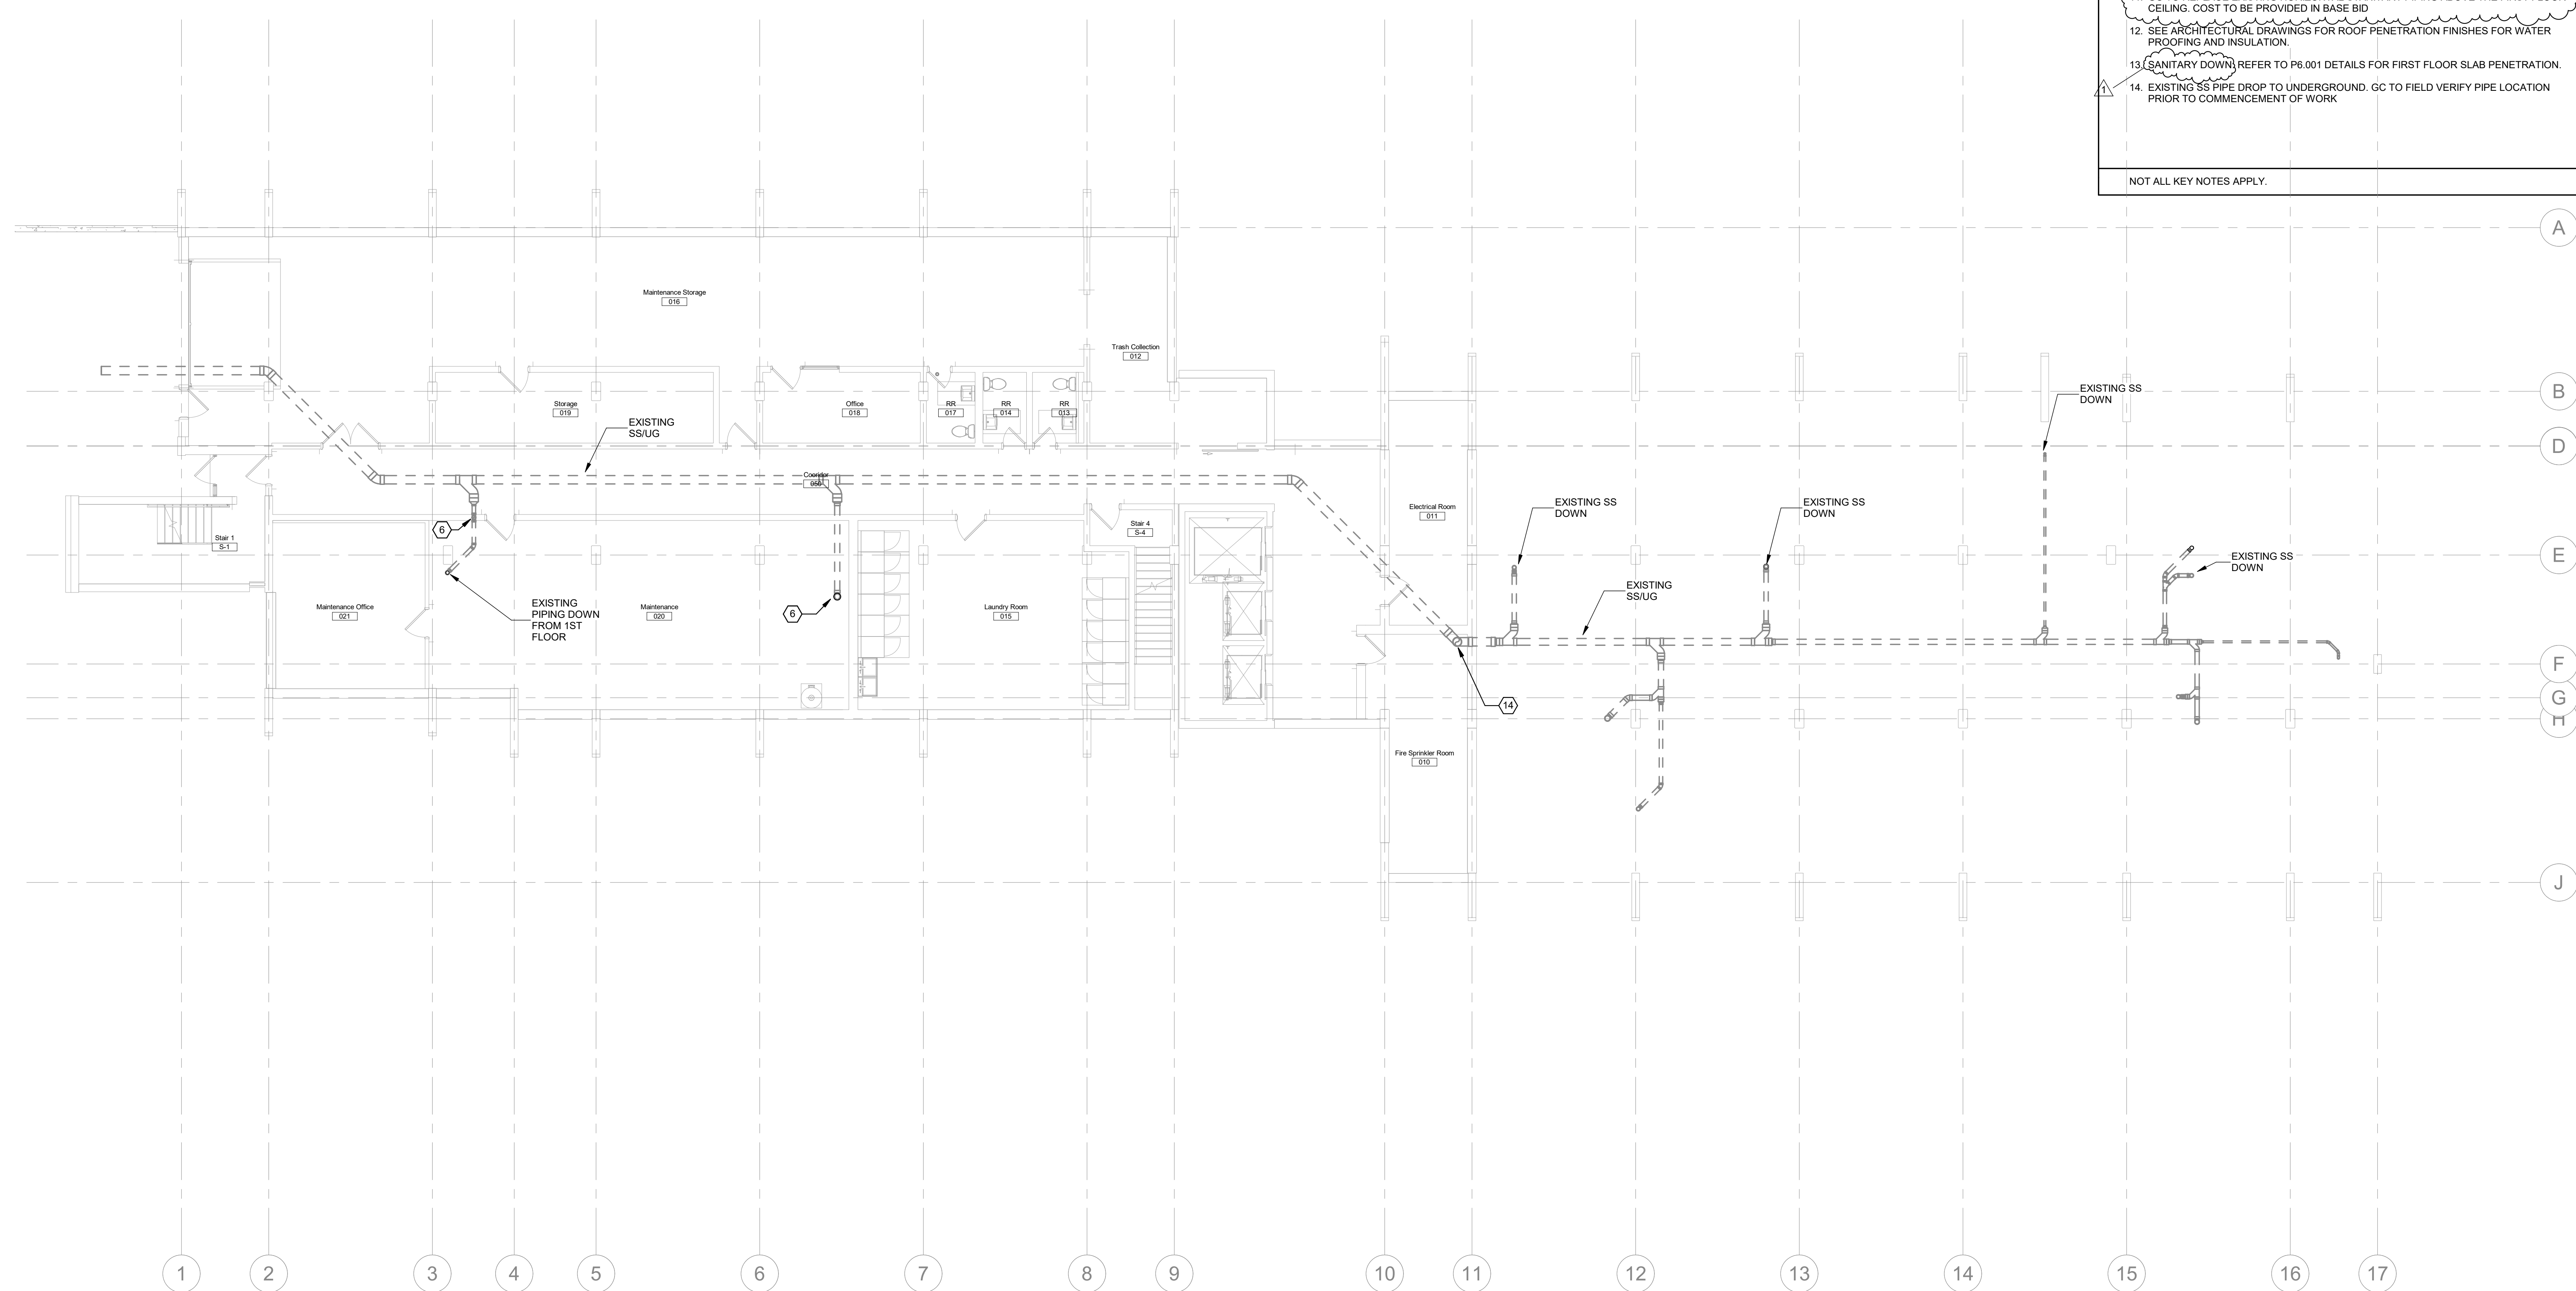 CEILING. COST TO BE PROVIDED IN BASE BID
12. SEE ARCHITECTURAL DRAWINGS FOR ROOF PENETRATION FINISHES FOR WATER
PROOFING AND INSULATION.
13. SANITARY DOWN, REFER TO P6.001 DETAILS FOR FIRST FLOOR SLAB PENETRATION.
1
14. EXISTING SS PIPE DROP TO UNDERGROUND. GC TO FIELD VERIFY PIPE LOCATION
PRIOR TO COMMENCEMENT OF WORK
NOT ALL KEY NOTES APPLY.
A
Maintenance Storage
016
Trash Collection
012
B
EXISTING SS
DOWN
Storage
019
Office
018
RR
017
RR
014
RR
013
EXISTING
SS/UG
D
Cooridor
050
EXISTING SS
DOWN
EXISTING SS
DOWN
Electrical Room
011
6
Stair 4
S-4
Stair 1
S-1
E
EXISTING SS
DOWN
EXISTING
SS/UG
EXISTING
PIPING DOWN
FROM 1ST
FLOOR
Maintenance Office
021
Maintenance
020
6
Laundry Room
015
F
14
G
H
Fire Sprinkler Room
010
J
1
2
3
4
5
6
7
8
9
10
11
12
13
14
15
16
17